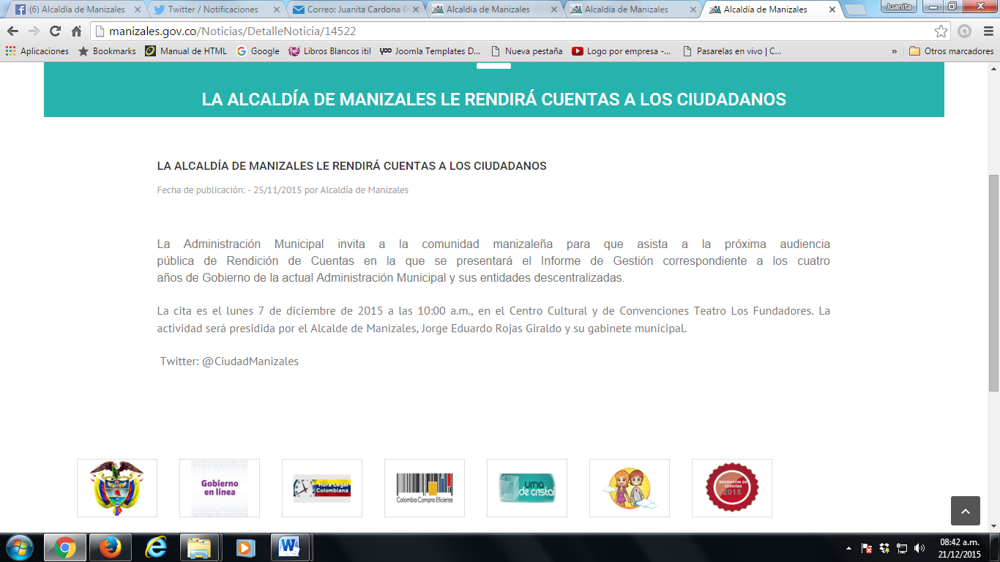 (6) Alcaldía de Manizales
Twitter / Notificaciones
Correo: Juanita Cardona G
Alcaldía de Manizales
Alcaldía de Manizales
Alcaldía de Manizales
Juanita
manizales.gov.co/Noticias/DetalleNoticia/14522
Aplicaciones
Bookmarks
Manual de HTML
Google
Libros Blancos itil
yoo Joomla Templates D...
Nueva pestaña
Logo por empresa -...
Pasarelas en vivo | C...
»
Otros marcadores
LA ALCALDÍA DE MANIZALES LE RENDIRÁ CUENTAS A LOS CIUDADANOS
LA ALCALDÍA DE MANIZALES LE RENDIRÁ CUENTAS A LOS CIUDADANOS
Fecha de publicación: - 25/11/2015 por Alcaldía de Manizales
La Administración Municipal invita a la comunidad manizaleña para que asista a la próxima audiencia
pública de Rendición de Cuentas en la que se presentará el Informe de Gestión correspondiente a los cuatro
años de Gobierno de la actual Administración Municipal y sus entidades descentralizadas.
La cita es el lunes 7 de diciembre de 2015 a las 10:00 a.m., en el Centro Cultural y de Convenciones Teatro Los Fundadores. La
actividad será presidida por el Alcalde de Manizales, Jorge Eduardo Rojas Giraldo y su gabinete municipal.
Twitter: @CiudadManizales
Gobierno
en línea
Hora Legal
Colombiana
Colombia Compra Eficiente
urna
de cristal
RENDICIÓN DE
CUENTAS
2015
08:42 a.m.
21/12/2015